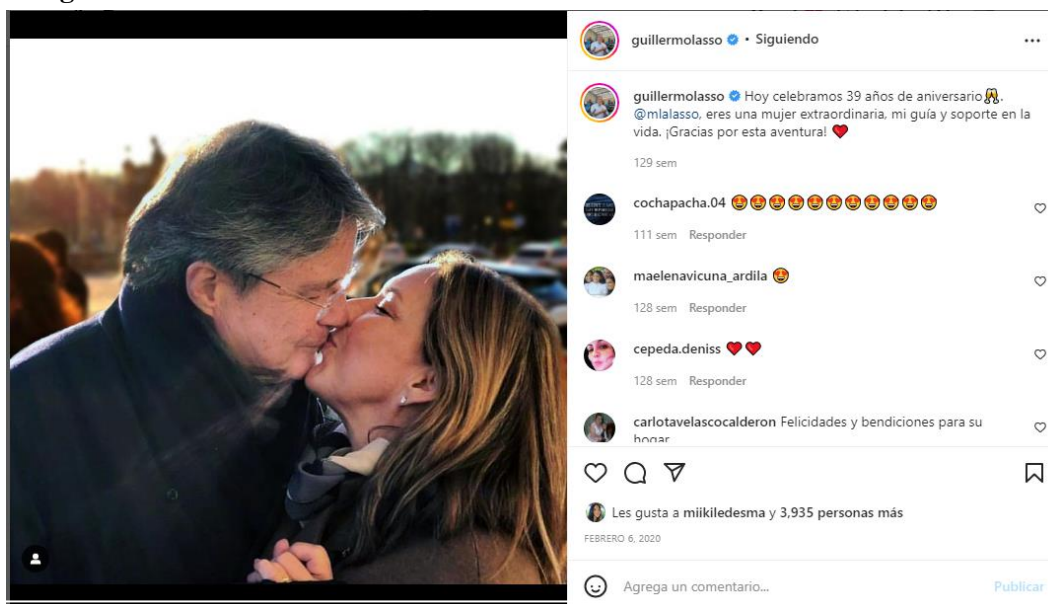 guillermolasso • Siguiendo
guillermolasso Hoy celebramos 39 años de aniversario🥂.
@mlalasso, eres una mujer extraordinaria, mi guía y soporte en la
vida. ¡Gracias por esta aventura! ❤️
129 sem
cochapacha.04 🤩🤩🤩🤩🤩🤩🤩🤩🤩🤩🤩
111 sem Responder
maelenavicuna_ardila 🤩
128 sem Responder
cepeda.deniss ❤️❤️
128 sem Responder
carlotavelascocalderon Felicidades y bendiciones para su
hogar
Les gusta a miikiledesma y 3,935 personas más
FEBRERO 6, 2020
Agrega un comentario...
Publicar